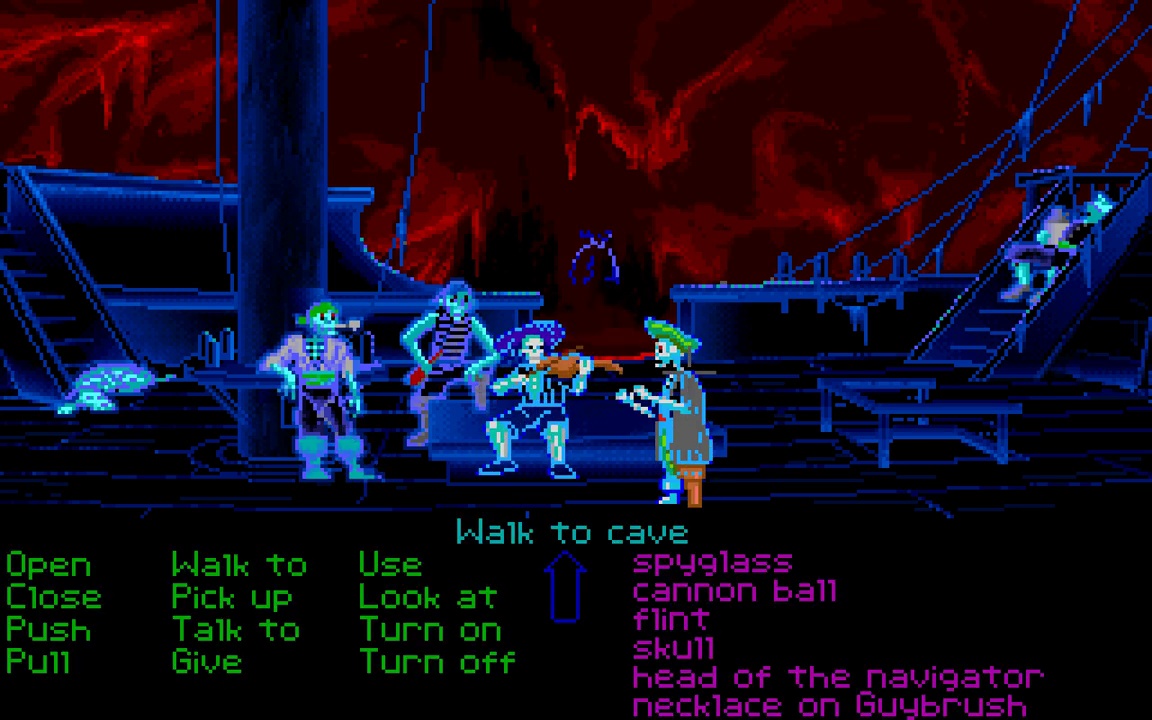 Walk to cave
Open Walk to Use
Close Pick up Look at
Push Talk to Turn on
Pull Give Turn off
spyglass
cannon ball
flint
skull
head of the navigator
necklace on Guybrush